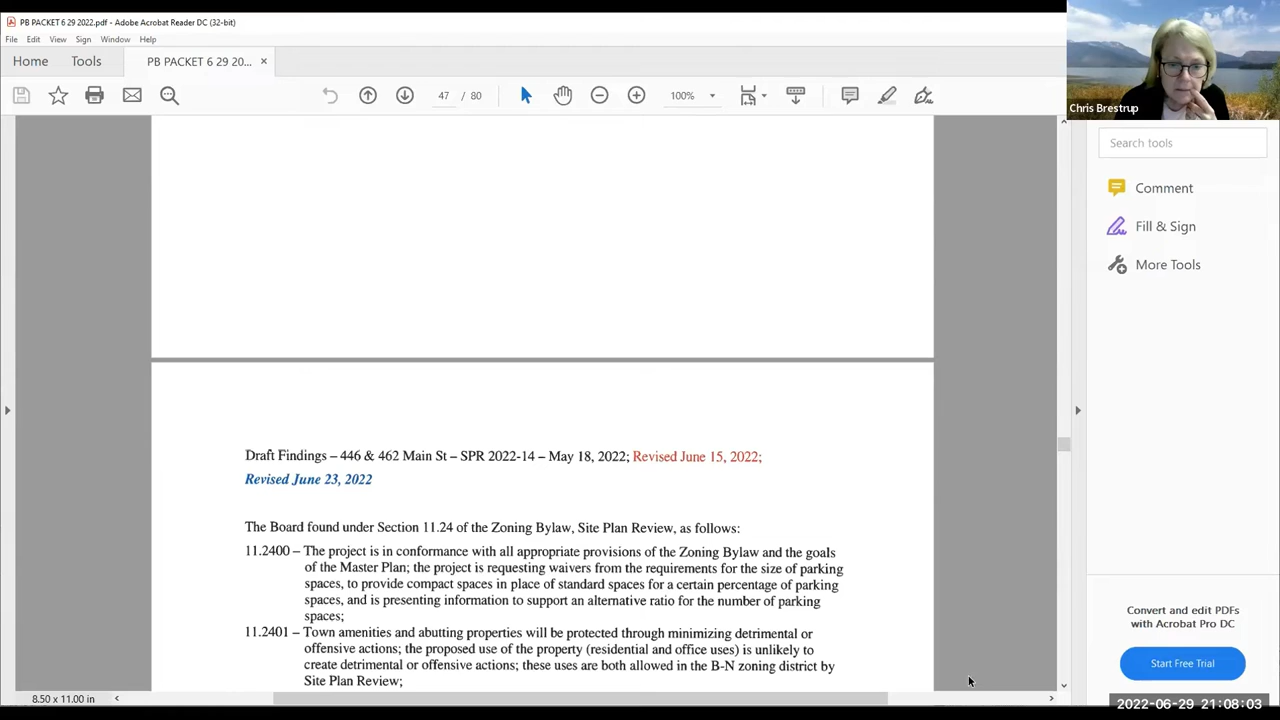 PB PACKET 6 29 2022.pdf - Adobe Acrobat Reader DC (32-bit)
File Edit View Sign Window Help
Home Tools PB PACKET 6 29 20... ×
47 / 80 100%
Chris Brestrup
Search tools
Comment
Fill & Sign
More Tools
Draft Findings – 446 & 462 Main St – SPR 2022-14 – May 18, 2022; Revised June 15, 2022;
Revised June 23, 2022
The Board found under Section 11.24 of the Zoning Bylaw, Site Plan Review, as follows:
11.2400 – The project is in conformance with all appropriate provisions of the Zoning Bylaw and the goals
of the Master Plan; the project is requesting waivers from the requirements for the size of parking
spaces, to provide compact spaces in place of standard spaces for a certain percentage of parking
spaces, and is presenting information to support an alternative ratio for the number of parking
spaces;
11.2401 – Town amenities and abutting properties will be protected through minimizing detrimental or
offensive actions; the proposed use of the property (residential and office uses) is unlikely to
create detrimental or offensive actions; these uses are both allowed in the B-N zoning district by
Site Plan Review;
Convert and edit PDFs
with Acrobat Pro DC
Start Free Trial
8.50 x 11.00 in
2022-06-29 21:08:03